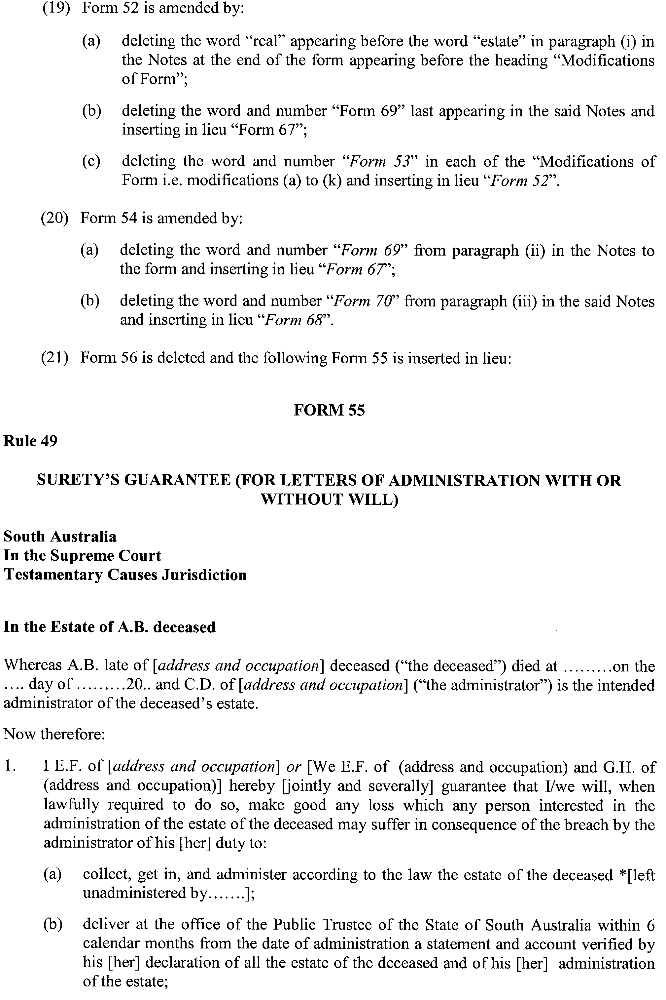 (19) Form 52 is amended by:
(a) deleting the word “real” appearing before the word “estate” in paragraph (i) in
the Notes at the end of the form appearing before the heading “Modifications
of Form”;
(b) deleting the word and number “Form 69” last appearing in the said Notes and
inserting in lieu “Form 67”;
(c) deleting the word and number “Form 53” in each of the “Modifications of
Form i.e. modifications (a) to (k) and inserting in lieu “Form 52”.
(20) Form 54 is amended by:
(a) deleting the word and number “Form 69” from paragraph (ii) in the Notes to
the form and inserting in lieu “Form 67”;
(b) deleting the word and number “Form 70” from paragraph (iii) in the said Notes
and inserting in lieu “Form 68”.
(21) Form 56 is deleted and the following Form 55 is inserted in lieu:
FORM 55
Rule 49
SURETY’S GUARANTEE (FOR LETTERS OF ADMINISTRATION WITH OR
WITHOUT WILL)
South Australia
In the Supreme Court
Testamentary Causes Jurisdiction
In the Estate of A.B. deceased
Whereas A.B. late of [address and occupation] deceased (“the deceased”) died at .........on the
.... day of .........20.. and C.D. of [address and occupation] (“the administrator”) is the intended
administrator of the deceased’s estate.
Now therefore:
1. I E.F. of [address and occupation] or [We E.F. of (address and occupation) and G.H. of
(address and occupation)] hereby [jointly and severally] guarantee that I/we will, when
lawfully required to do so, make good any loss which any person interested in the
administration of the estate of the deceased may suffer in consequence of the breach by the
administrator of his [her] duty to:
(a) collect, get in, and administer according to the law the estate of the deceased *[left
unadministered by.......];
(b) deliver at the office of the Public Trustee of the State of South Australia within 6
calendar months from the date of administration a statement and account verified by
his [her] declaration of all the estate of the deceased and of his [her] administration
of the estate;